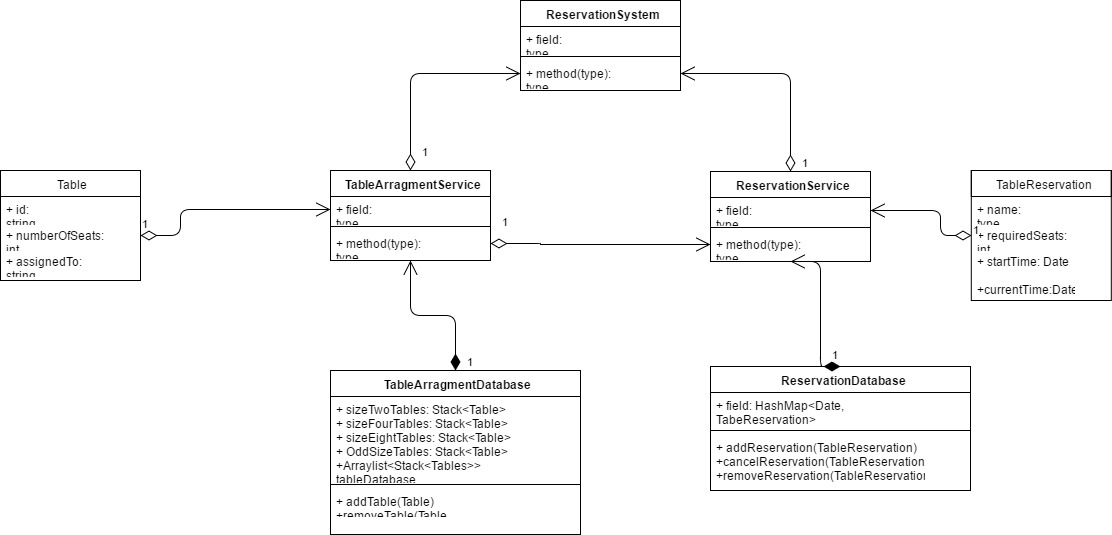 ReservationSystem
+ field:
type
+ method(type):
type
1
1
Table
+ id:
string
+ numberOfSeats:
int
+ assignedTo:
string
1
TableArragmentService
+ field:
type
+ method(type):
type
1
ReservationService
+ field:
type
+ method(type):
type
TableReservation
+ name:
type
+ requiredSeats:
int
+ startTime: Date
+currentTime:Date
1
1
TableArragmentDatabase
+ sizeTwoTables: Stack<Table>
+ sizeFourTables: Stack<Table>
+ sizeEightTables: Stack<Table>
+ OddSizeTables: Stack<Table>
+Arraylist<Stack<Tables>>
tableDatabase
+ addTable(Table)
+removeTable(Table
1
ReservationDatabase
+ field: HashMap<Date,
TabeReservation>
+ addReservation(TableReservation)
+cancelReservation(TableReservation
+removeReservation(TableReservation